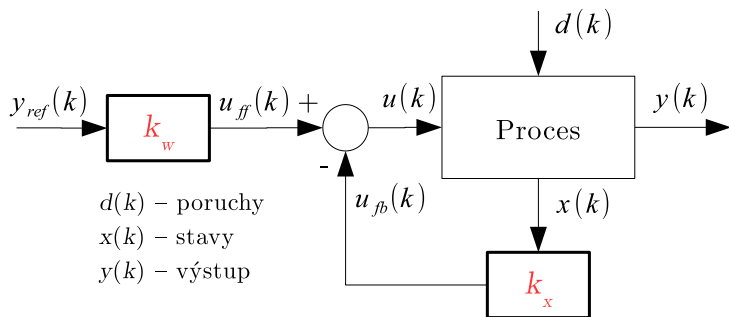 d(k)
y_ref(k)
u_ff(k) +
u(k)
y(k)
k_w
Proces
-
u_fb(k)
x(k)
d(k) – poruchy
x(k) – stavy
y(k) – výstup
k_x